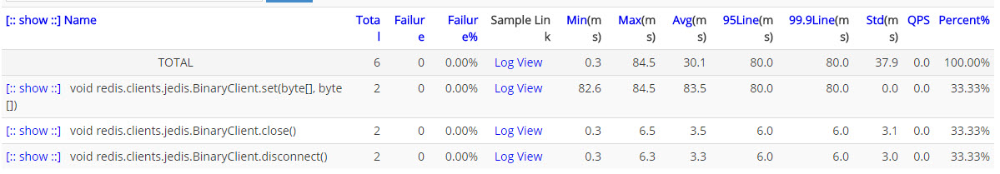 [:: show ::] Name Total Failure Failure% Sample Link Min(ms) Max(ms) Avg(ms) 95Line(ms) 99.9Line(ms) Std(ms) QPS Percent%
TOTAL 6 0 0.00% Log View 0.3 84.5 30.1 80.0 80.0 37.9 0.0 100.00%
[:: show ::] void redis.clients.jedis.BinaryClient.set(byte[], byte[]) 2 0 0.00% Log View 82.6 84.5 83.5 80.0 80.0 0.0 0.0 33.33%
[:: show ::] void redis.clients.jedis.BinaryClient.close() 2 0 0.00% Log View 0.3 6.5 3.5 6.0 6.0 3.1 0.0 33.33%
[:: show ::] void redis.clients.jedis.BinaryClient.disconnect() 2 0 0.00% Log View 0.3 6.3 3.3 6.0 6.0 3.0 0.0 33.33%